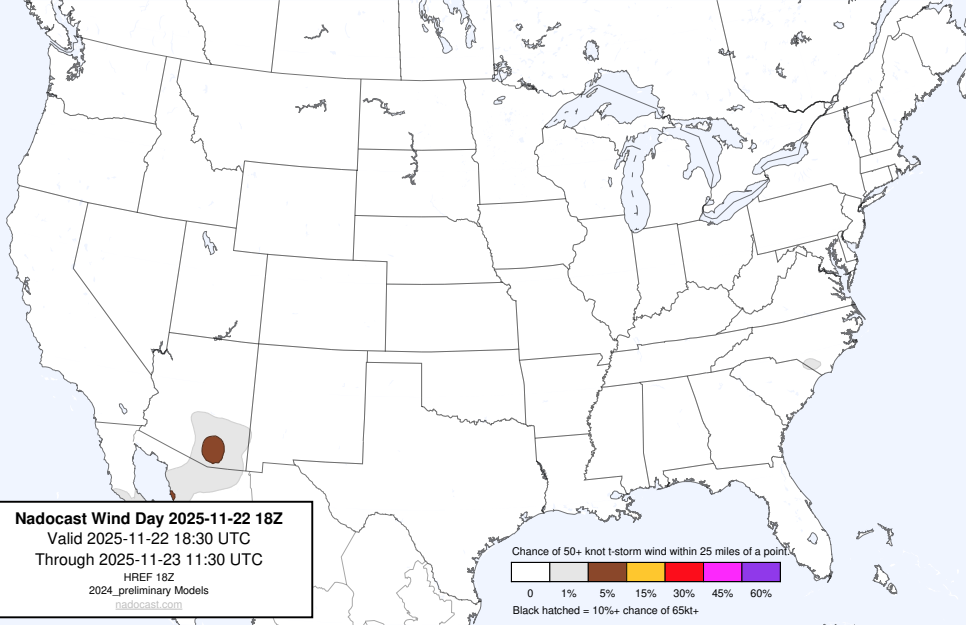 Nadocast Wind Day 2025-11-22 18Z
Valid 2025-11-22 18:30 UTC
Through 2025-11-23 11:30 UTC
HREF 18Z
2024_preliminary Models
nadocast.com
Chance of 50+ knot t-storm wind within 25 miles of a point.
0 1% 5% 15% 30% 45% 60%
Black hatched = 10%+ chance of 65kt+